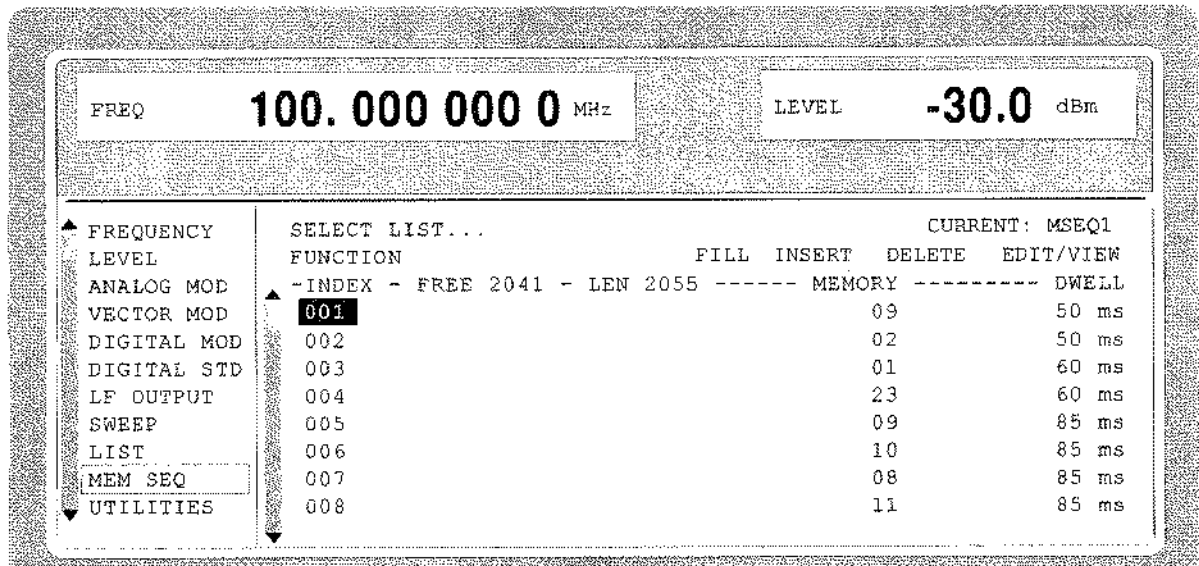 FREQ 100. 000 000 0 MHz LEVEL -30.0 dBm
FREQUENCY
LEVEL
ANALOG MOD
VECTOR MOD
DIGITAL MOD
DIGITAL STD
LF OUTPUT
SWEEP
LIST
MEM SEQ
UTILITIES
SELECT LIST... CURRENT: MSEQ1
FUNCTION FILL INSERT DELETE EDIT/VIEW
-INDEX - FREE 2041 - LEN 2055 ------ MEMORY --------- DWELL
001 09 50 ms
002 02 50 ms
003 01 60 ms
004 23 60 ms
005 09 85 ms
006 10 85 ms
007 08 85 ms
008 11 85 ms